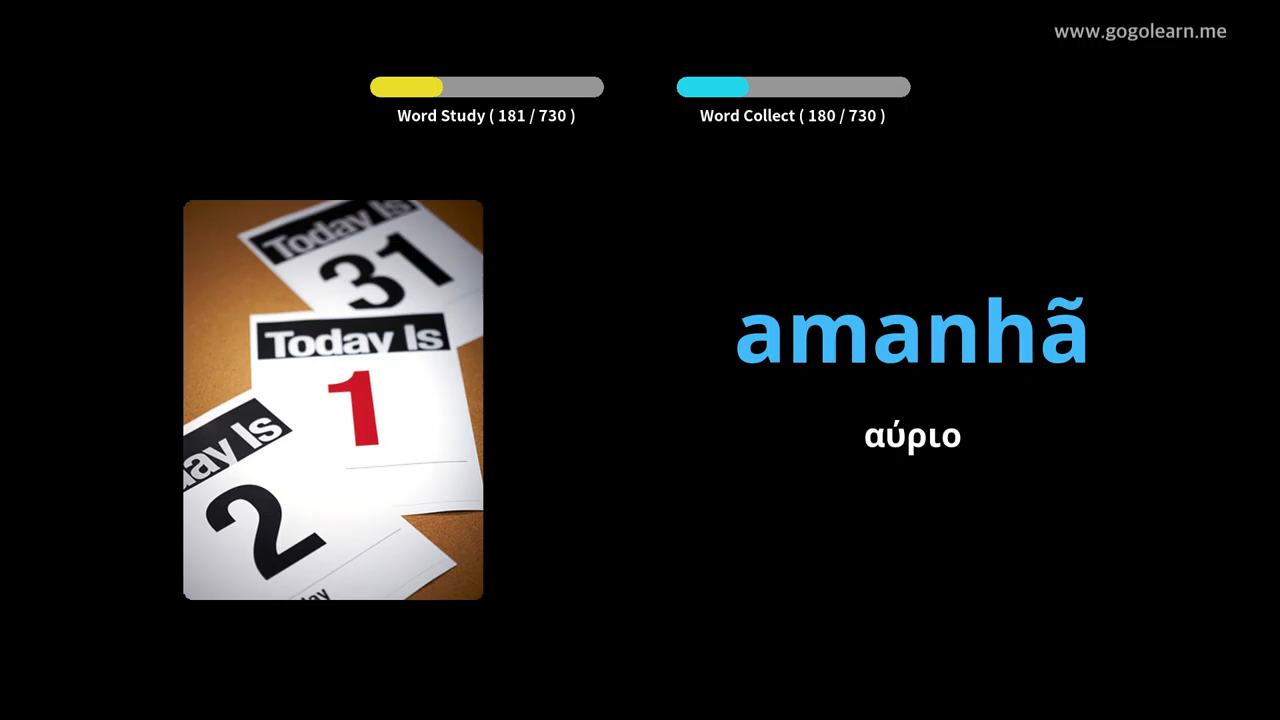 www.gogolearn.me
Word Study ( 181 / 730 )
Word Collect ( 180 / 730 )
Today Is
31
Today Is
1
ay Is
2
amanhã
αύριο